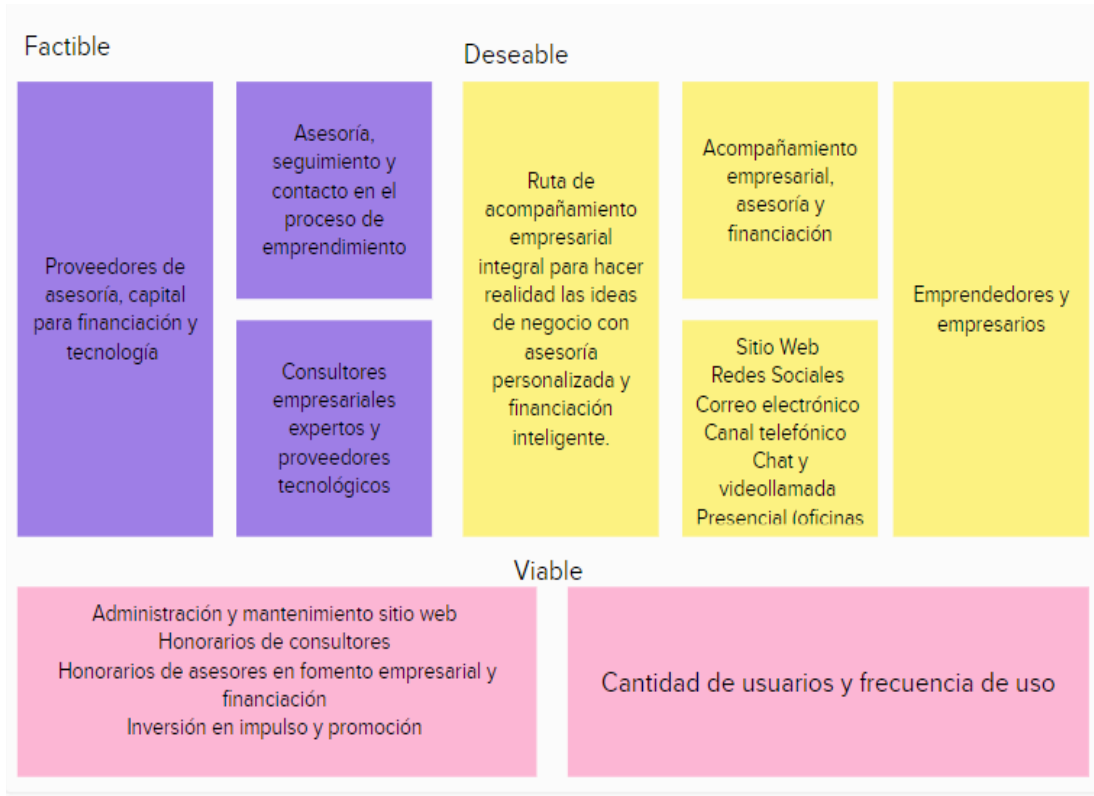 Factible
Proveedores de
asesoría, capital
para financiación y
tecnología
Asesoría,
seguimiento y
contacto en el
proceso de
emprendimiento
Consultores
empresariales
expertos y
proveedores
tecnológicos
Deseable
Ruta de
acompañamiento
empresarial
integral para hacer
realidad las ideas
de negocio con
asesoría
personalizada y
financiación
inteligente.
Acompañamiento
empresarial,
asesoría y
financiación
Sitio Web
Redes Sociales
Correo electrónico
Canal telefónico
Chat y
videollamada
Presencial (oficinas
Emprendedores y
empresarios
Viable
Administración y mantenimiento sitio web
Honorarios de consultores
Honorarios de asesores en fomento empresarial y
financiación
Inversión en impulso y promoción
Cantidad de usuarios y frecuencia de uso